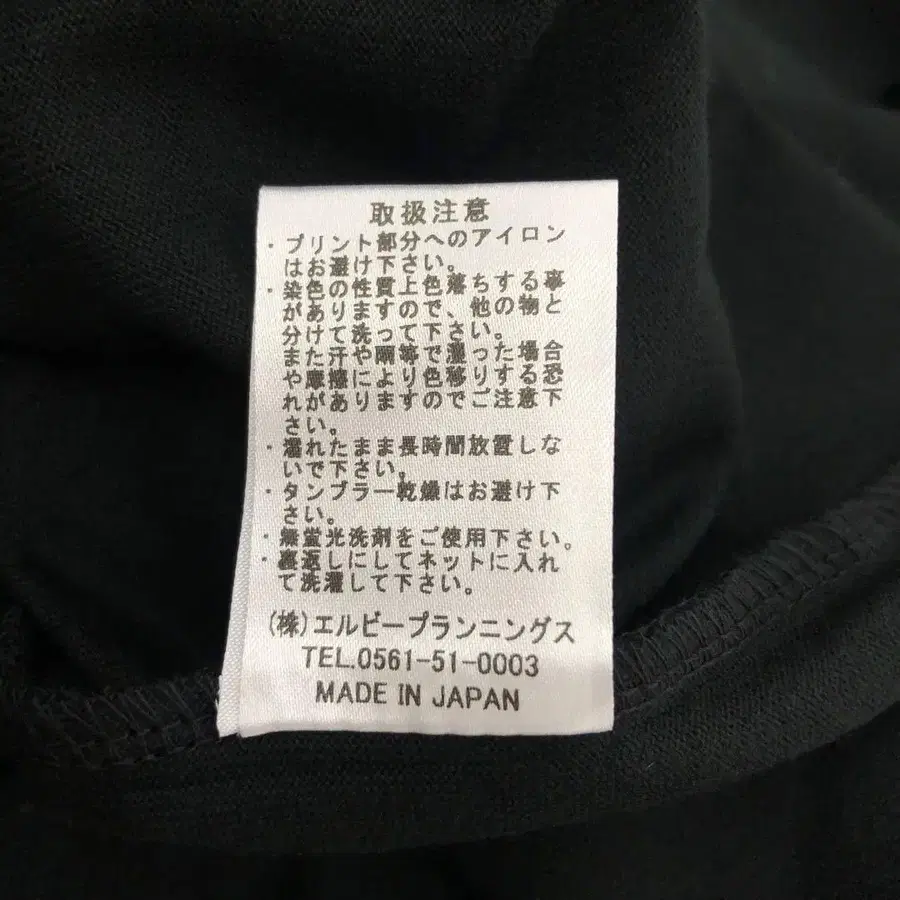 取扱注意
・プリント部分へのアイロン
はお避け下さい。
・染色の性質上色落ちする事
がありますので、他の物と
分けて洗って下さい。
また汗や雨等で湿った場合
や摩擦により色移りする恐
れがありますのでご注意下
さい。
・濡れたまま長時間放置しな
いで下さい。
・タンブラー乾燥はお避け下
さい。
・無蛍光洗剤をご使用下さい。
・裏返しにしてネットに入れ
て洗濯して下さい。
(株)エルビープランニングス
TEL.0561-51-0003
MADE IN JAPAN